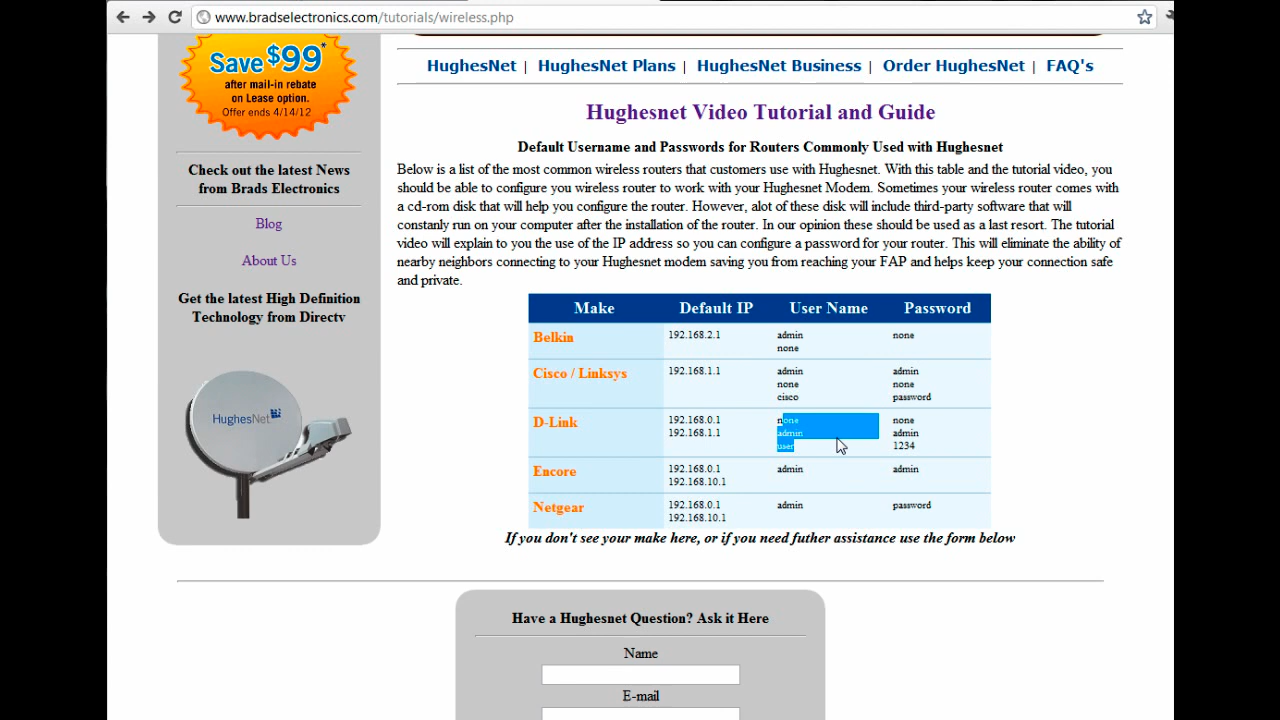 www.bradselectronics.com/tutorials/wireless.php
Save $99*
after mail-in rebate
on Lease option.
Offer ends 4/14/12
Check out the latest News
from Brads Electronics
Blog
About Us
Get the latest High Definition
Technology from Directv
HughesNet
HughesNet | HughesNet Plans | HughesNet Business | Order HughesNet | FAQ's
Hughesnet Video Tutorial and Guide
Default Username and Passwords for Routers Commonly Used with Hughesnet
Below is a list of the most common wireless routers that customers use with Hughesnet. With this table and the tutorial video, you
should be able to configure you wireless router to work with your Hughesnet Modem. Sometimes your wireless router comes with
a cd-rom disk that will help you configure the router. However, alot of these disk will include third-party software that will
constanly run on your computer after the installation of the router. In our opinion these should be used as a last resort. The tutorial
video will explain to you the use of the IP address so you can configure a password for your router. This will eliminate the ability of
nearby neighbors connecting to your Hughesnet modem saving you from reaching your FAP and helps keep your connection safe
and private.
Make Default IP User Name Password
Belkin 192.168.2.1 admin none
none
Cisco / Linksys 192.168.1.1 admin admin
none none
cisco password
D-Link 192.168.0.1 none none
192.168.1.1 admin admin
user 1234
Encore 192.168.0.1 admin admin
192.168.10.1
Netgear 192.168.0.1 admin password
192.168.10.1
If you don't see your make here, or if you need futher assistance use the form below
Have a Hughesnet Question? Ask it Here
Name
E-mail